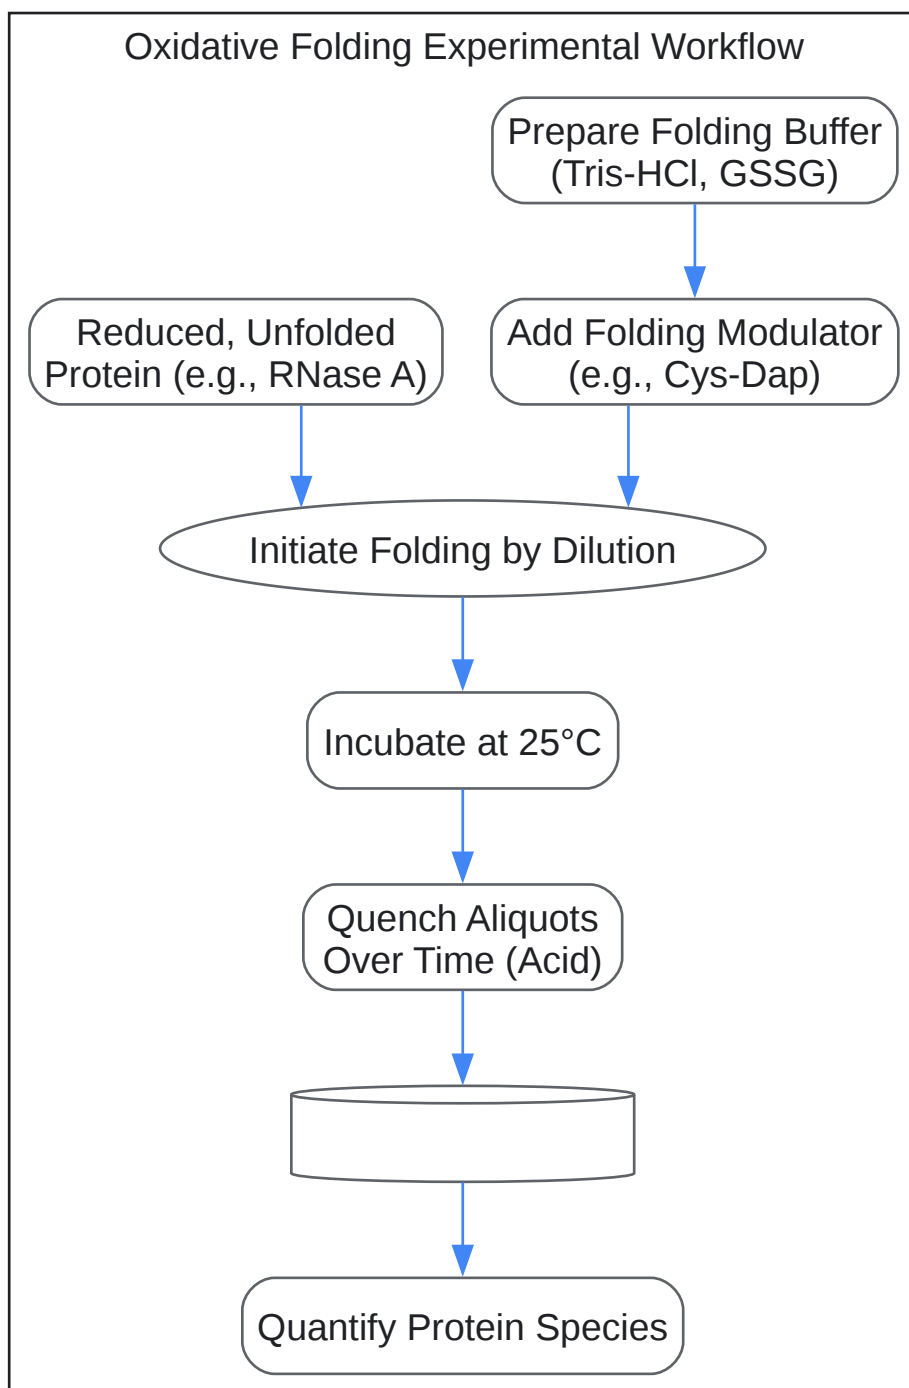 Oxidative Folding Experimental Workflow
Prepare Folding Buffer
(Tris-HCl, GSSG)
Reduced, Unfolded
Protein (e.g., RNase A)
Add Folding Modulator
(e.g., Cys-Dap)
Initiate Folding by Dilution
Incubate at 25°C
Quench Aliquots
Over Time (Acid)
Quantify Protein Species